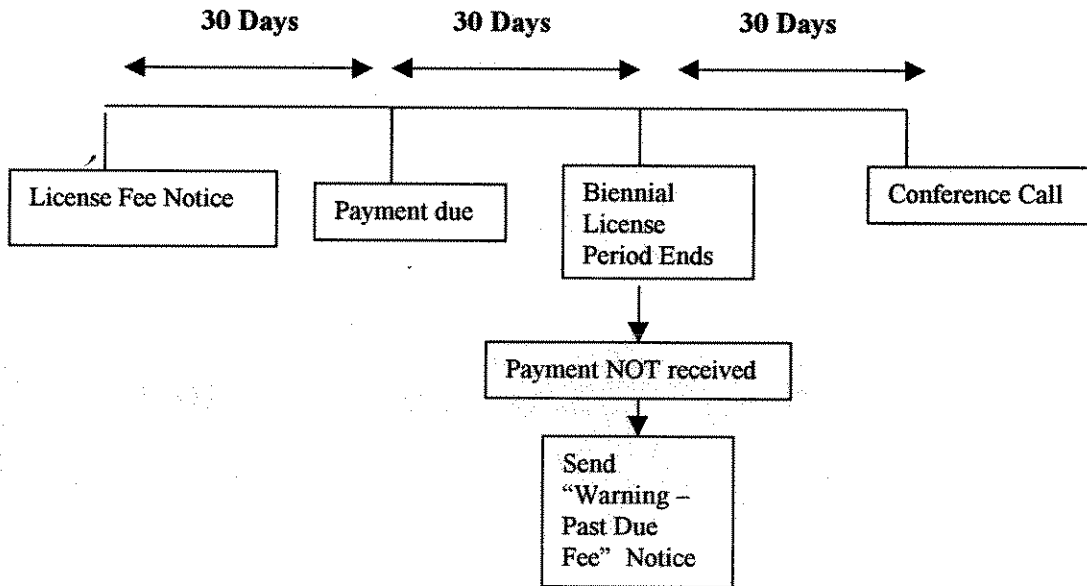 30 Days 30 Days 30 Days
License Fee Notice
Payment due
Biennial
License
Period Ends
Conference Call
Payment NOT received
Send
“Warning –
Past Due
Fee” Notice